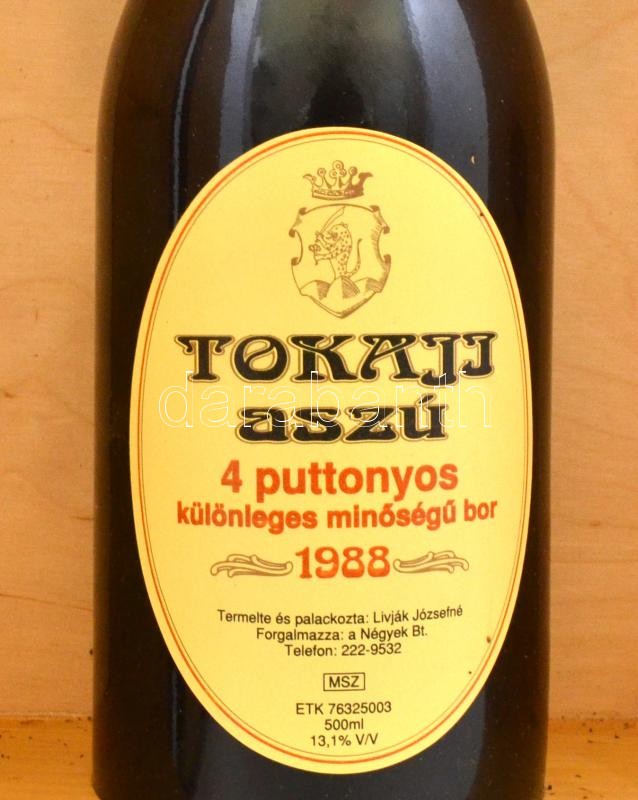 TOKAJI
aszú
darabanth
4 puttonyos
különleges minőségű bor
1988
Termelte és palackozta: Livják Józsefné
Forgalmazza: a Négyek Bt.
Telefon: 222-9532
MSZ
ETK 76325003
500ml
13,1% V/V